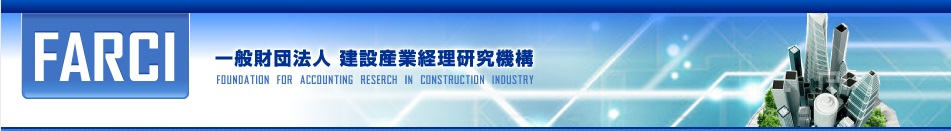 FARCI
一般財団法人 建設産業経理研究機構
FOUNDATION FOR ACCOUNTING RESERCH IN CONSTRUCTION INDUSTRY